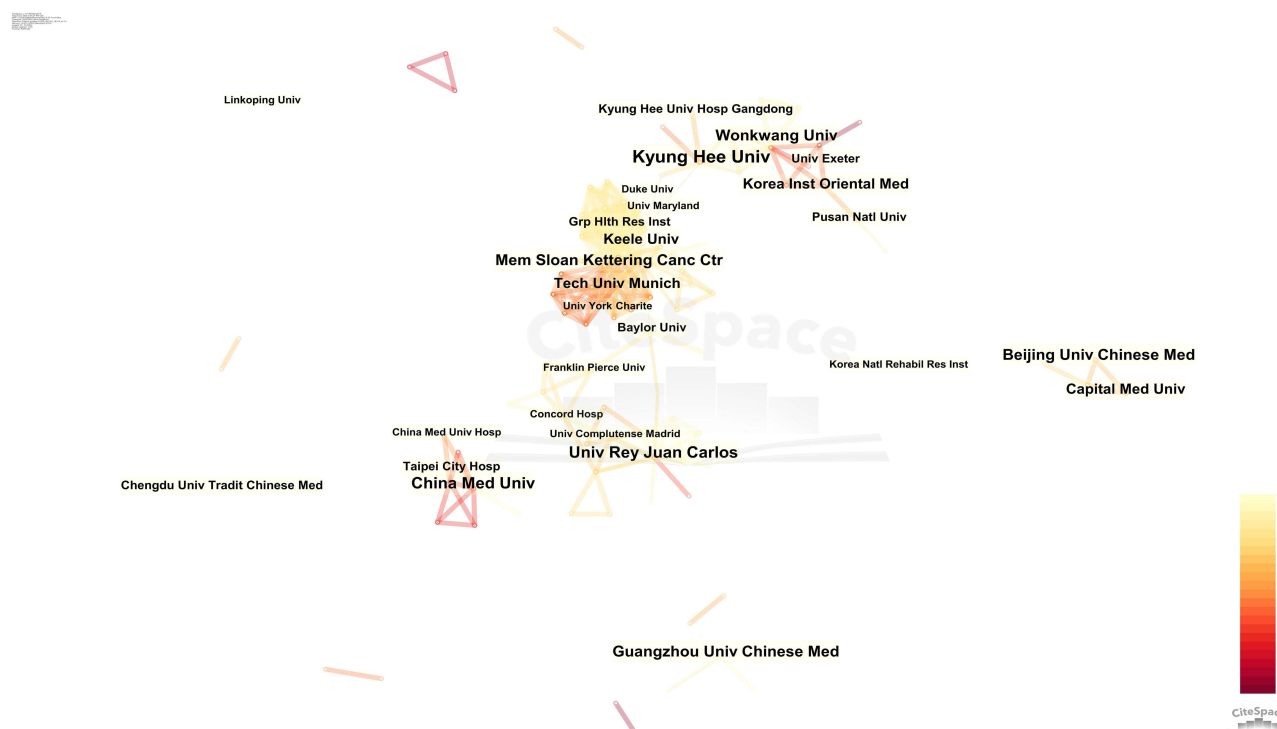 Linkoping Univ
Kyung Hee Univ Hosp Gangdong
Wonkwang Univ
Kyung Hee Univ
Univ Exeter
Korea Inst Oriental Med
Duke Univ
Univ Maryland
Pusan Natl Univ
Grp Hlth Res Inst
Keele Univ
Mem Sloan Kettering Canc Ctr
Tech Univ Munich
Univ York Charite
Baylor Univ
CiteSpace
Beijing Univ Chinese Med
Franklin Pierce Univ
Korea Natl Rehabil Res Inst
Capital Med Univ
Concord Hosp
China Med Univ Hosp
Univ Complutense Madrid
Univ Rey Juan Carlos
Taipei City Hosp
China Med Univ
Chengdu Univ Tradit Chinese Med
Guangzhou Univ Chinese Med
CiteSpac